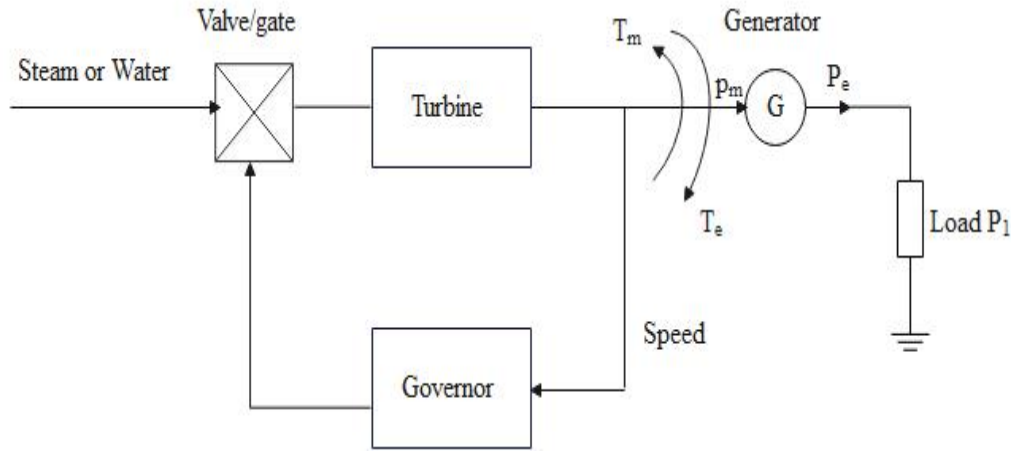 Valve/gate
Generator
Steam or Water
Tₘ
Turbine
pₘ
G
Pₑ
Tₑ
Load P₁
Speed
Governor